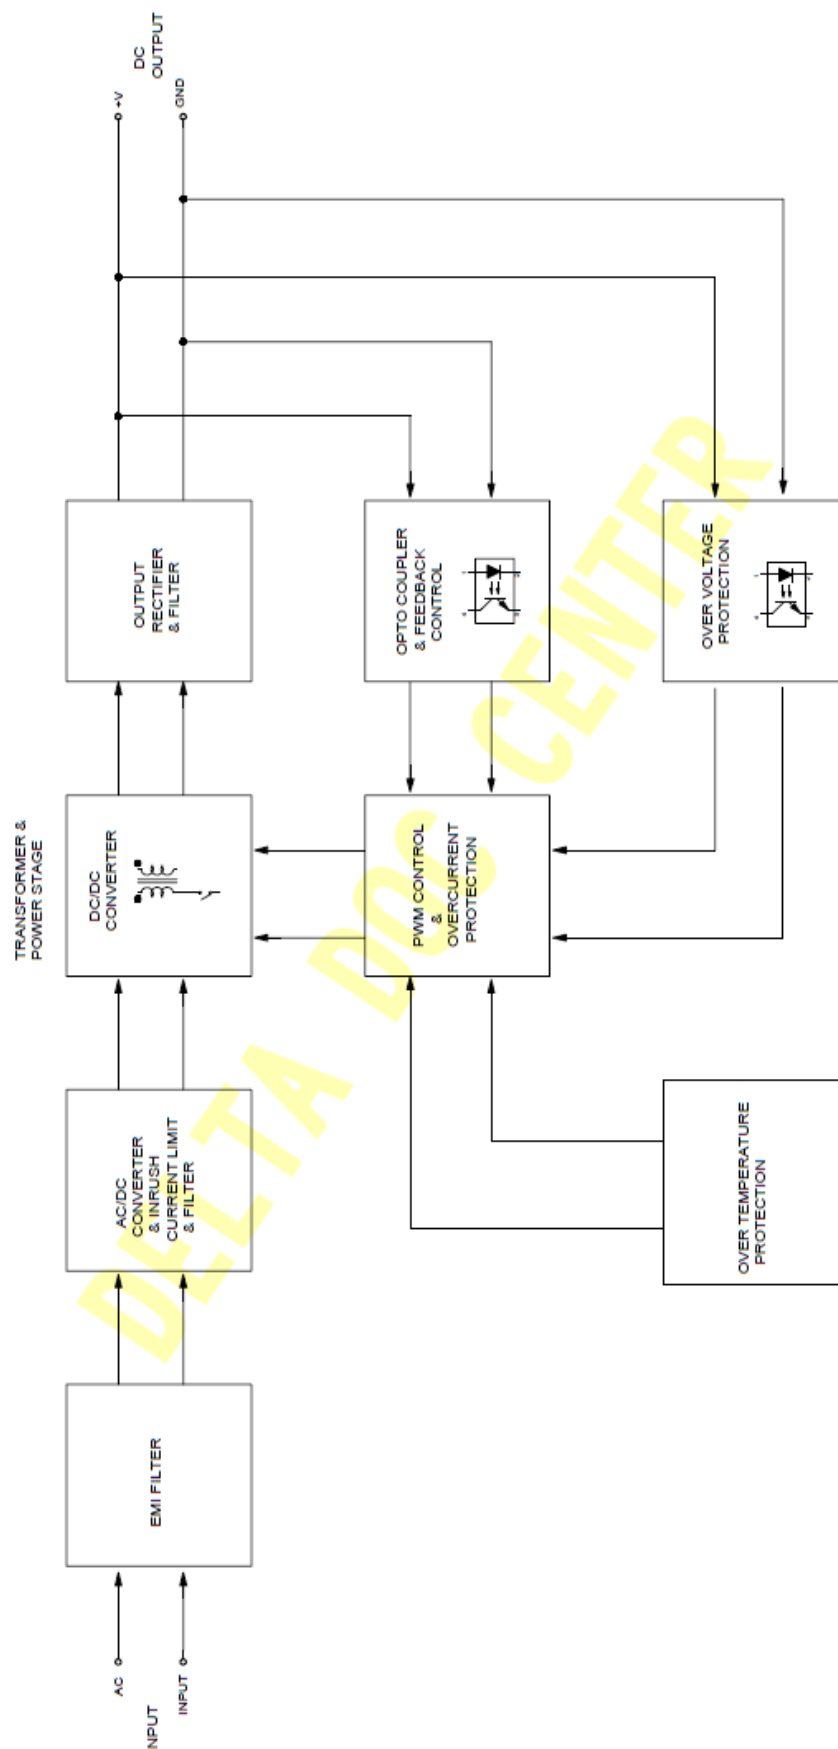 TRANSFORMER &
POWER STAGE
AC
INPUT
NPUT
EMI FILTER
AC/DC
CONVERTER
& INRUSH
CURRENT LIMIT
& FILTER
DC/DC
CONVERTER
OUTPUT
RECTIFIER
& FILTER
+V
GND
DC
OUTPUT
PWM CONTROL
&
OVERCURRENT
PROTECTION
OPTO COUPLER
& FEEDBACK
CONTROL
OVER TEMPERATURE
PROTECTION
OVER VOLTAGE
PROTECTION
DELTA DOC CENTER